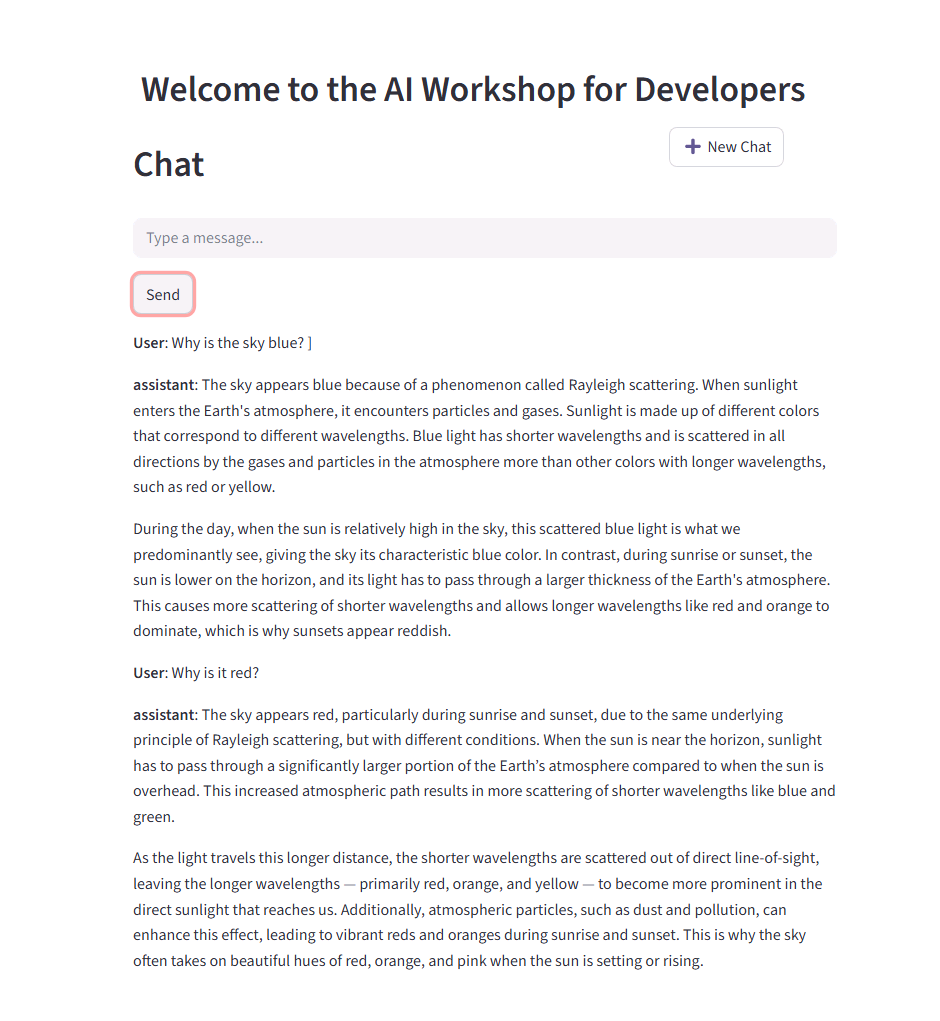 Welcome to the AI Workshop for Developers
Chat
New Chat
Type a message...
Send
User: Why is the sky blue? ]
assistant: The sky appears blue because of a phenomenon called Rayleigh scattering. When sunlight
enters the Earth's atmosphere, it encounters particles and gases. Sunlight is made up of different colors
that correspond to different wavelengths. Blue light has shorter wavelengths and is scattered in all
directions by the gases and particles in the atmosphere more than other colors with longer wavelengths,
such as red or yellow.
During the day, when the sun is relatively high in the sky, this scattered blue light is what we
predominantly see, giving the sky its characteristic blue color. In contrast, during sunrise or sunset, the
sun is lower on the horizon, and its light has to pass through a larger thickness of the Earth's atmosphere.
This causes more scattering of shorter wavelengths and allows longer wavelengths like red and orange to
dominate, which is why sunsets appear reddish.
User: Why is it red?
assistant: The sky appears red, particularly during sunrise and sunset, due to the same underlying
principle of Rayleigh scattering, but with different conditions. When the sun is near the horizon, sunlight
has to pass through a significantly larger portion of the Earth’s atmosphere compared to when the sun is
overhead. This increased atmospheric path results in more scattering of shorter wavelengths like blue and
green.
As the light travels this longer distance, the shorter wavelengths are scattered out of direct line-of-sight,
leaving the longer wavelengths — primarily red, orange, and yellow — to become more prominent in the
direct sunlight that reaches us. Additionally, atmospheric particles, such as dust and pollution, can
enhance this effect, leading to vibrant reds and oranges during sunrise and sunset. This is why the sky
often takes on beautiful hues of red, orange, and pink when the sun is setting or rising.